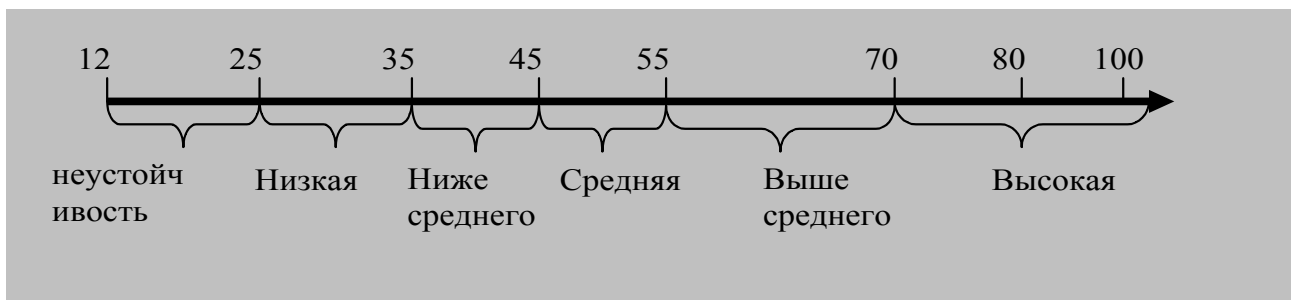 12 25 35 45 55 70 80 100
неустойч Низкая Ниже Средняя Выше Высокая
ивость среднего среднего